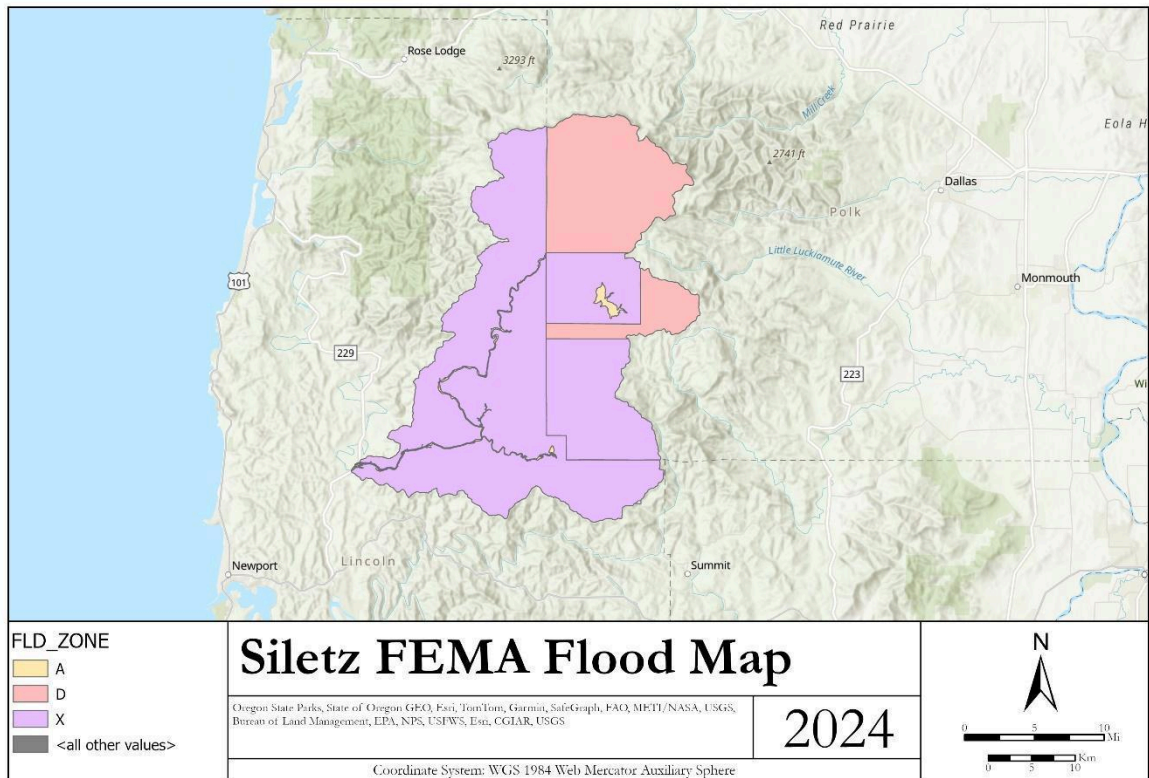 Red Prairie
Rose Lodge
3293 ft
Mill Creek
Eola H
2741 ft
Dallas
Polk
Little Luckiamute River
101
Monmouth
229
223
Wi
Lincoln
Newport
Summit
FLD_ZONE
A
D
X
<all other values>
Siletz FEMA Flood Map
Oregon State Parks, State of Oregon GEO, Esri, TomTom, Garmin, SafeGraph, FAO, METI/NASA, USGS,
Bureau of Land Management, EPA, NPS, USFWS, Esri, CGIAR, USGS
2024
Coordinate System: WGS 1984 Web Mercator Auxiliary Sphere
N
0 5 10
Mi
Km
0 5 10